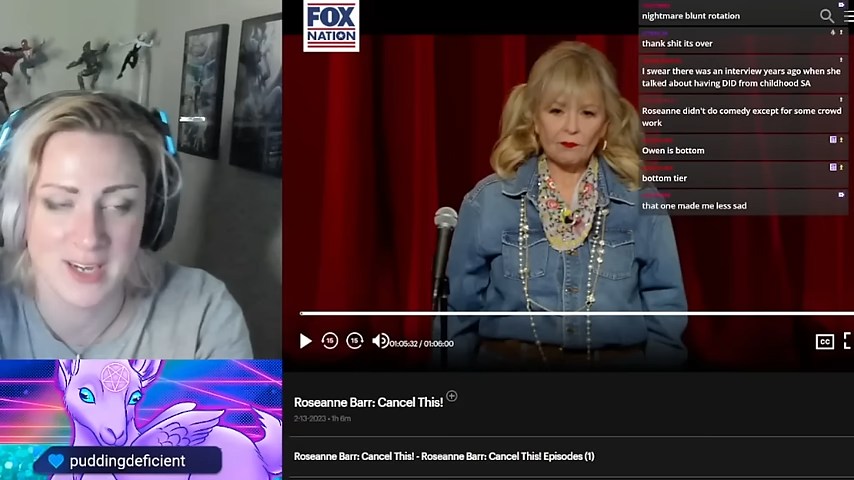 FOX
NATION
nightmare blunt rotation
thank shit its over
I swear there was an interview years ago when she
talked about having DID from childhood SA
Roseanne didn't do comedy except for some crowd
work
Owen is bottom
bottom tier
that one made me less sad
15
15
01:05:32 / 01:06:00
CC
Roseanne Barr: Cancel This!
2-13-2023 • 1h 6m
Roseanne Barr: Cancel This! - Roseanne Barr: Cancel This! Episodes (1)
puddingdeficient